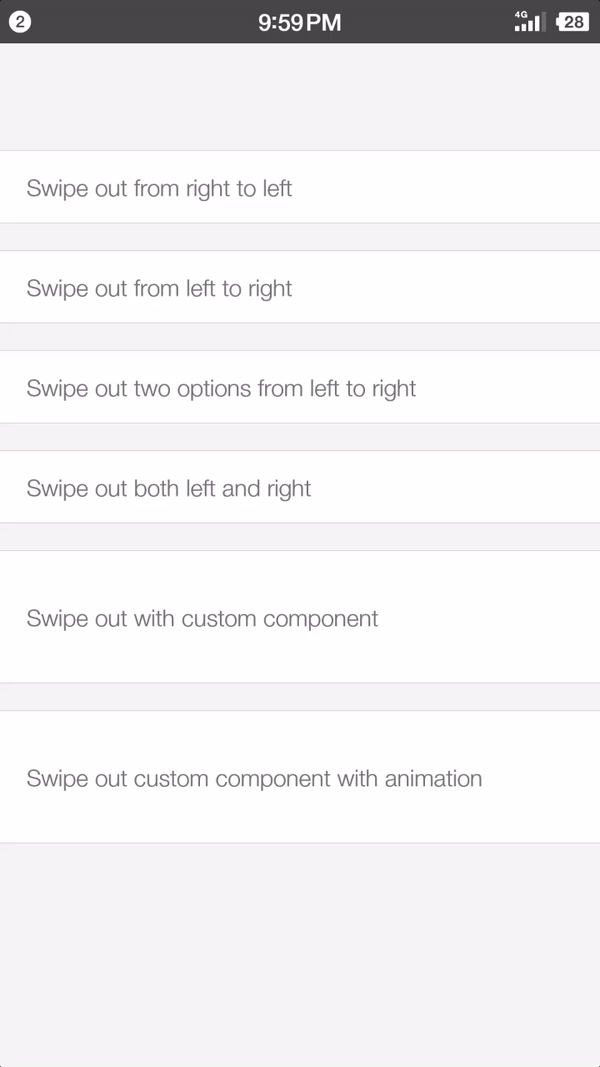 2 9:59 PM 4G 28
Swipe out from right to left
Swipe out from left to right
Swipe out two options from left to right
Swipe out both left and right
Swipe out with custom component
Swipe out custom component with animation